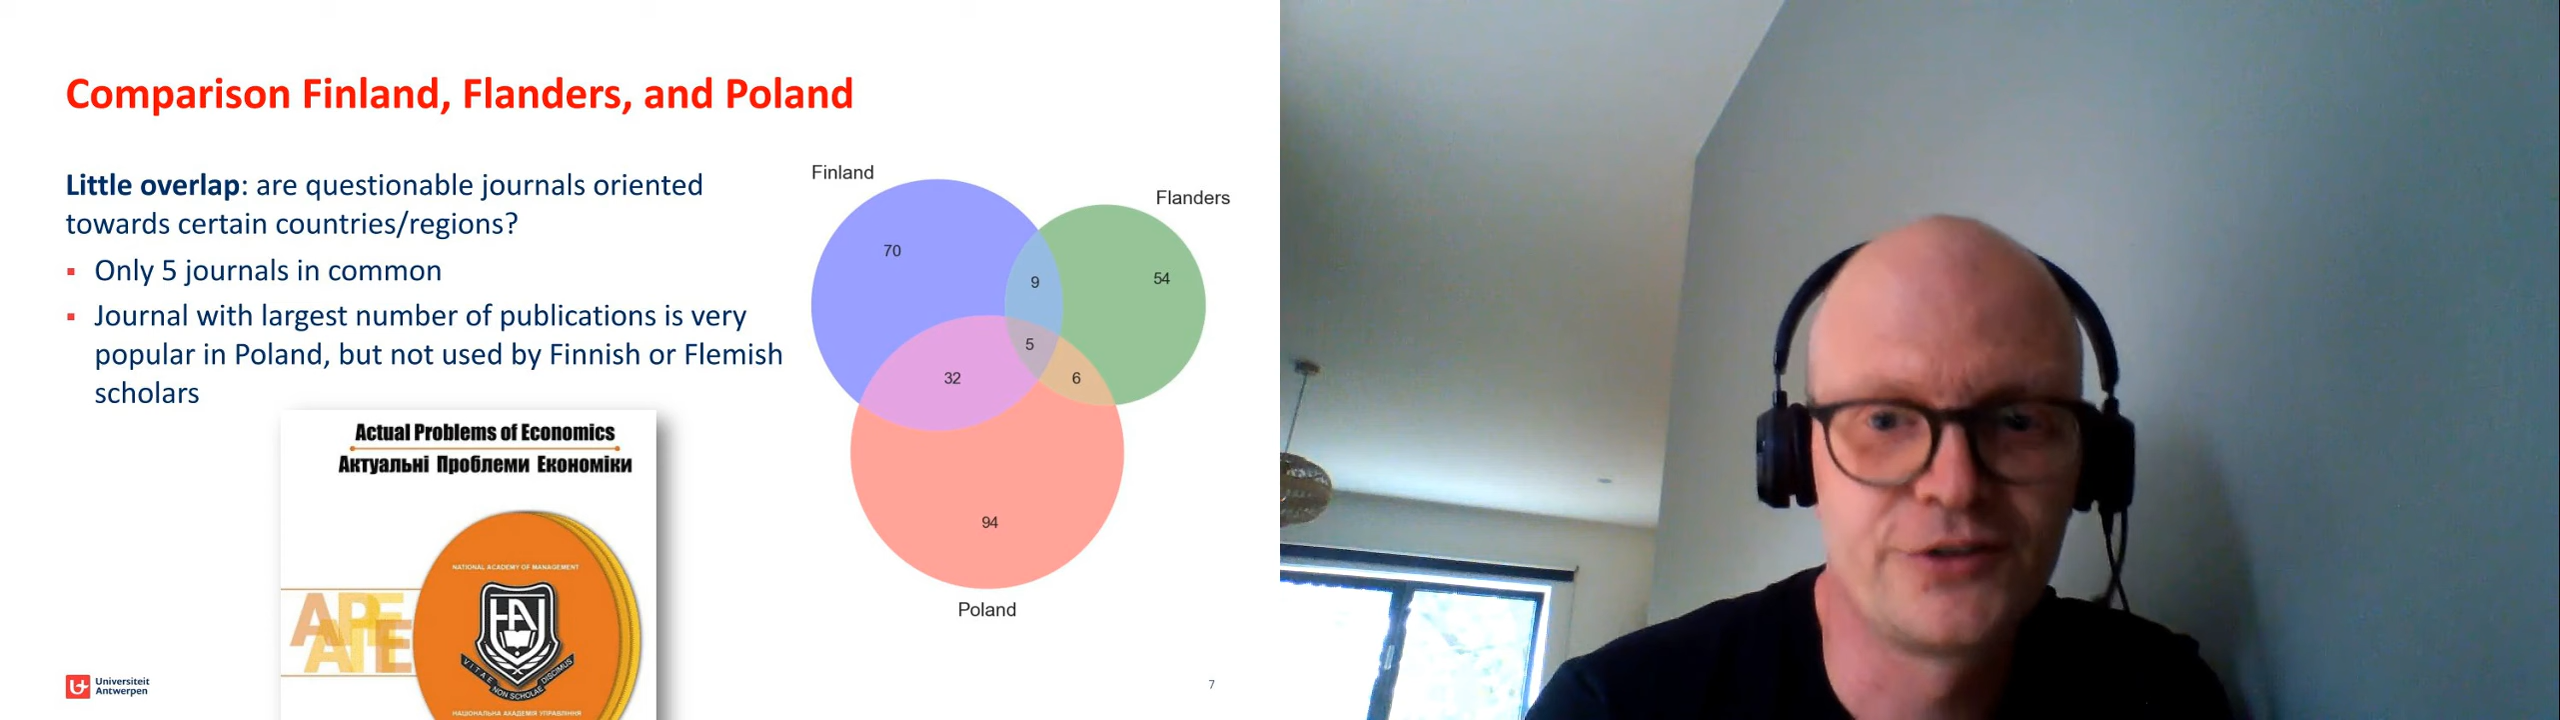 Comparison Finland, Flanders, and Poland
Little overlap: are questionable journals oriented
towards certain countries/regions?
▪ Only 5 journals in common
▪ Journal with largest number of publications is very
popular in Poland, but not used by Finnish or Flemish
scholars
Finland
Flanders
70
9
54
5
32
6
94
Poland
Actual Problems of Economics
Актуальні Проблеми Економіки
NATIONAL ACADEMY OF MANAGEMENT
APE
APE
VITAE NON SCHOLAE DISCIMUS
НАЦІОНАЛЬНА АКАДЕМІЯ УПРАВЛІННЯ
Universiteit
Antwerpen
7